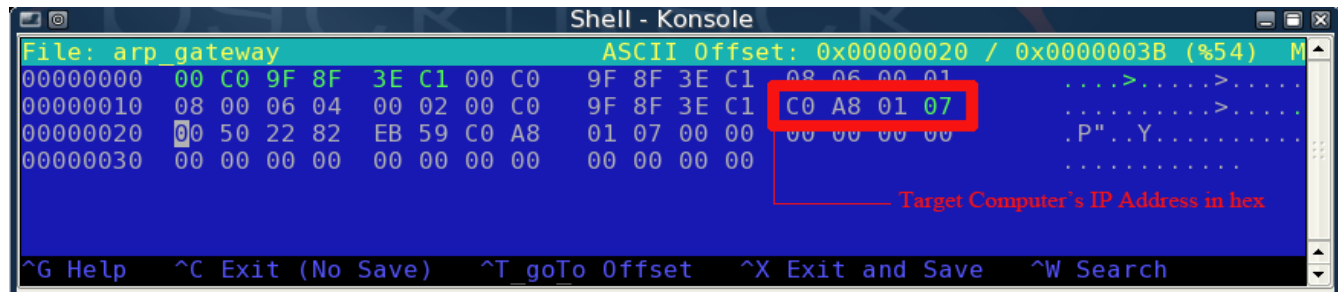 Shell - Konsole
File: arp_gateway ASCII Offset: 0x00000020 / 0x0000003B (%54) M
00000000 00 C0 9F 8F 3E C1 00 C0 9F 8F 3E C1 08 06 00 01 ....>.....>.....
00000010 08 00 06 04 00 02 00 C0 9F 8F 3E C1 C0 A8 01 07 ..........>.....
00000020 00 50 22 82 EB 59 C0 A8 01 07 00 00 00 00 00 00 .P"..Y..........
00000030 00 00 00 00 00 00 00 00 00 00 00 00 ............
Target Computer`s IP Address in hex
^G Help ^C Exit (No Save) ^T_goTo Offset ^X Exit and Save ^W Search